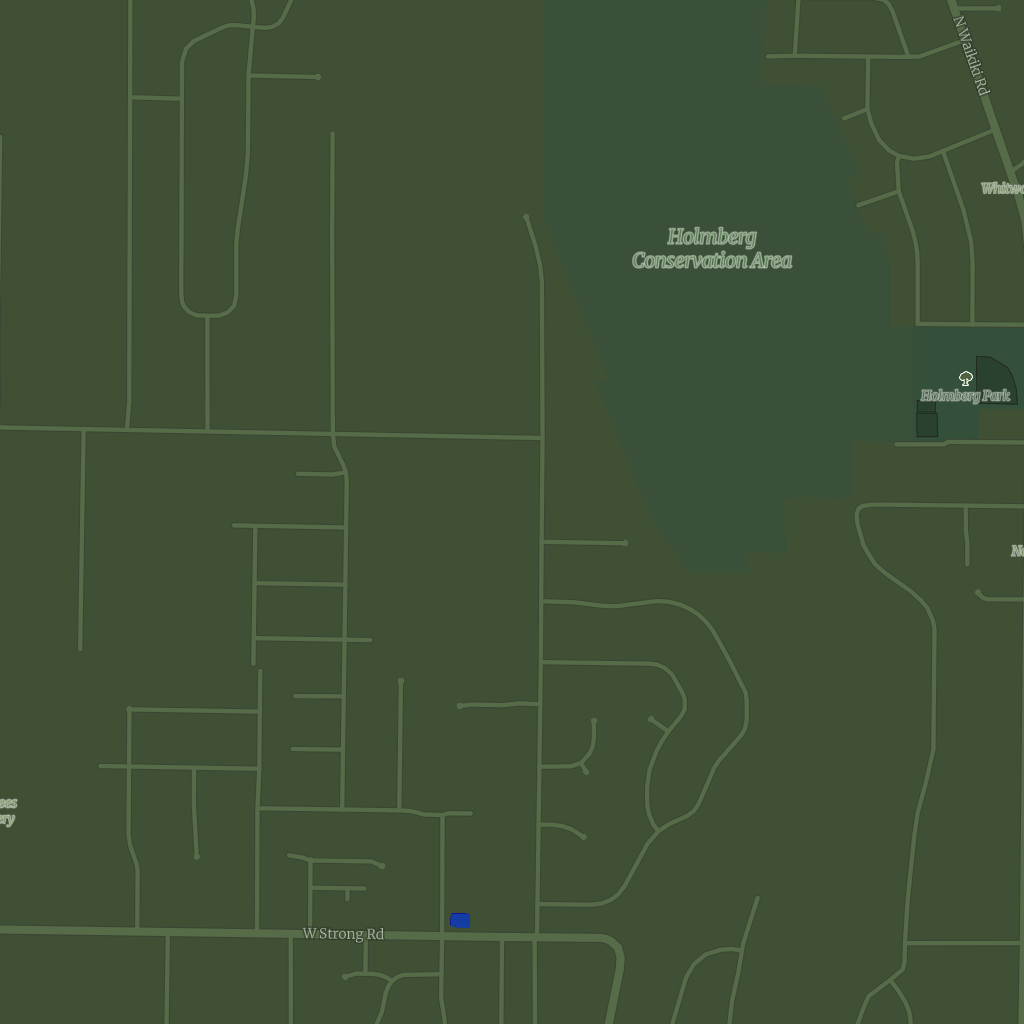 N Waikiki Rd
Holmberg
Conservation Area
Holmberg Park
W Strong Rd